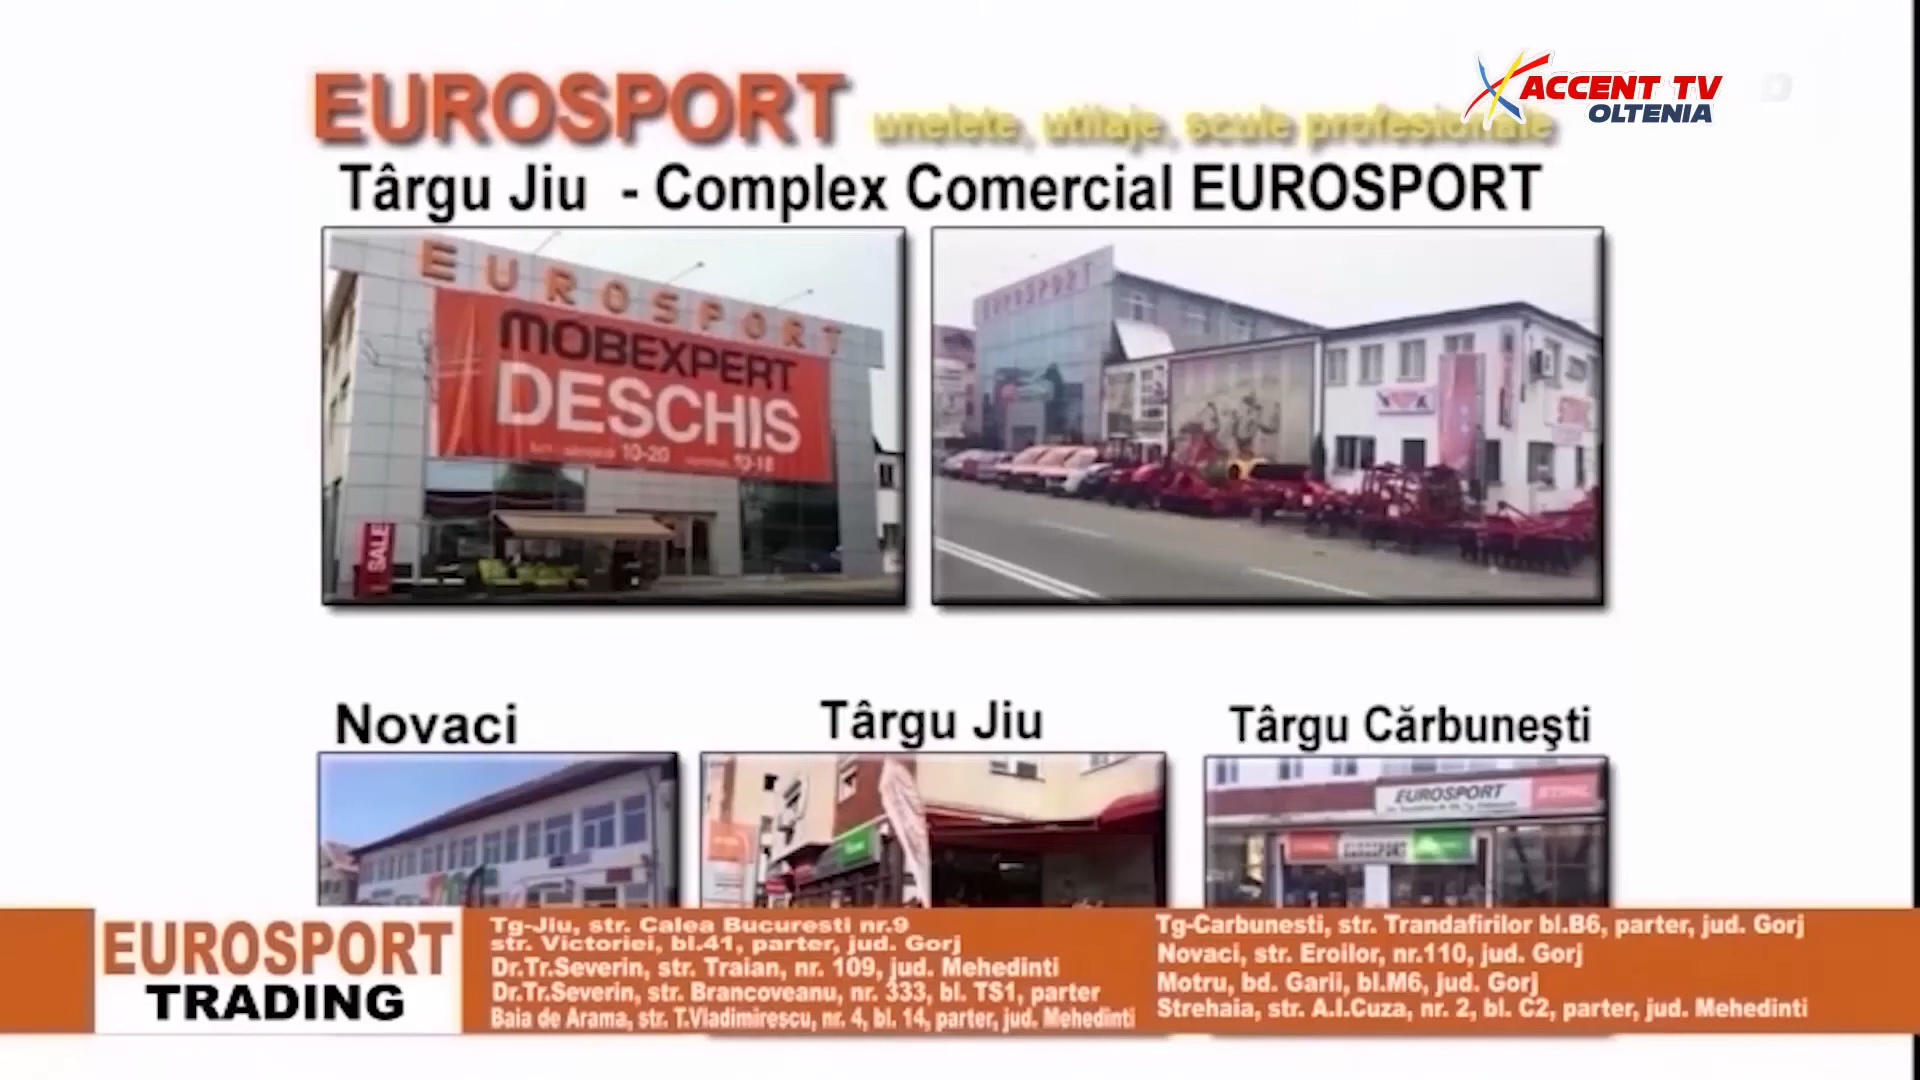 EUROSPORT
unelete, utilaje, scule profesionale
ACCENT TV
OLTENIA
Târgu Jiu - Complex Comercial EUROSPORT
EUROSPORT
MOBEXPERT
DESCHIS
10-20
10-18
SALE
EUROSPORT
Novaci
Târgu Jiu
Târgu Cărbuneşti
EUROSPORT
STIHL
EUROSPORT
EUROSPORT
TRADING
Tg-Jiu, str. Calea Bucuresti nr.9
str. Victoriei, bl.41, parter, jud. Gorj
Dr.Tr.Severin, str. Traian, nr. 109, jud. Mehedinti
Dr.Tr.Severin, str. Brancoveanu, nr. 333, bl. TS1, parter
Baia de Arama, str. T.Vladimirescu, nr. 4, bl. 14, parter, jud. Mehedinti
Tg-Carbunesti, str. Trandafirilor bl.B6, parter, jud. Gorj
Novaci, str. Eroilor, nr.110, jud. Gorj
Motru, bd. Garii, bl.M6, jud. Gorj
Strehaia, str. A.I.Cuza, nr. 2, bl. C2, parter, jud. Mehedinti